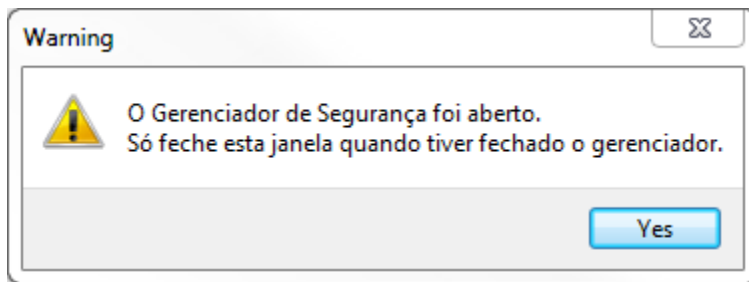 Warning
O Gerenciador de Segurança foi aberto.
Só feche esta janela quando tiver fechado o gerenciador.
Yes